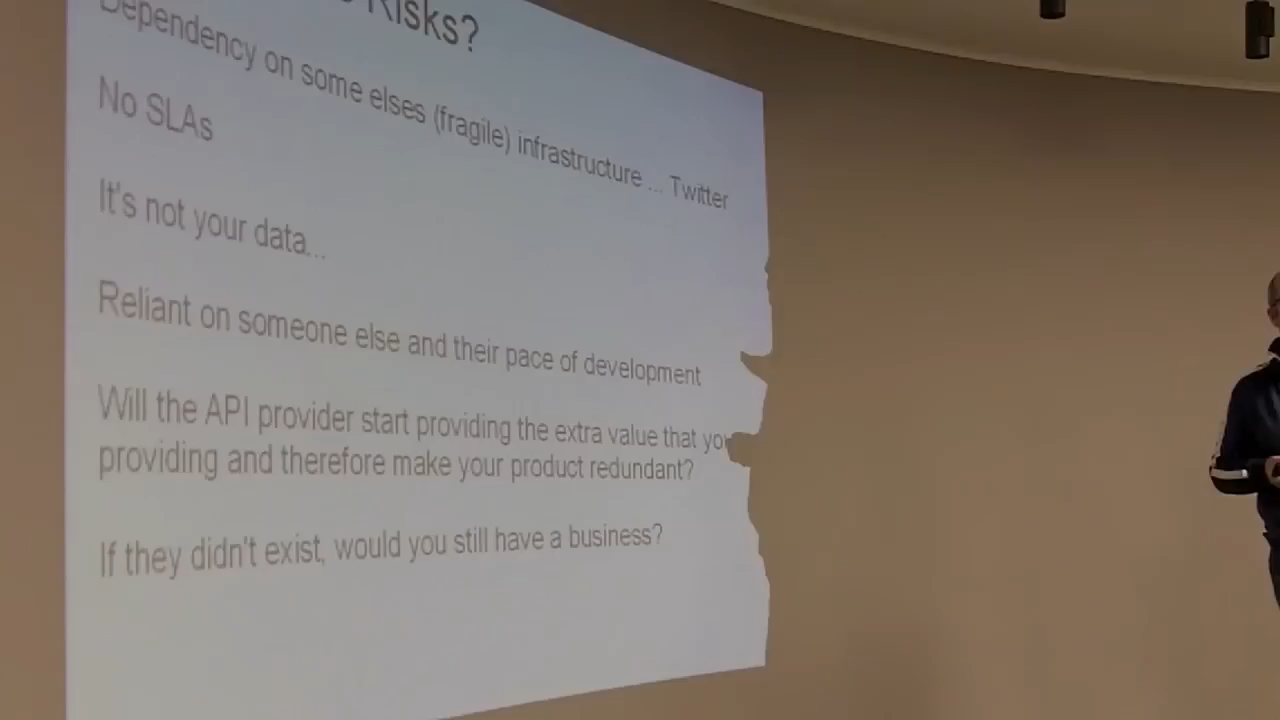 Risks?
Dependency on some elses (fragile) infrastructure ... Twitter
No SLAs
It's not your data...
Reliant on someone else and their pace of development
Will the API provider start providing the extra value that
providing and therefore make your product redundant?
If they didn't exist, would you still have a business?